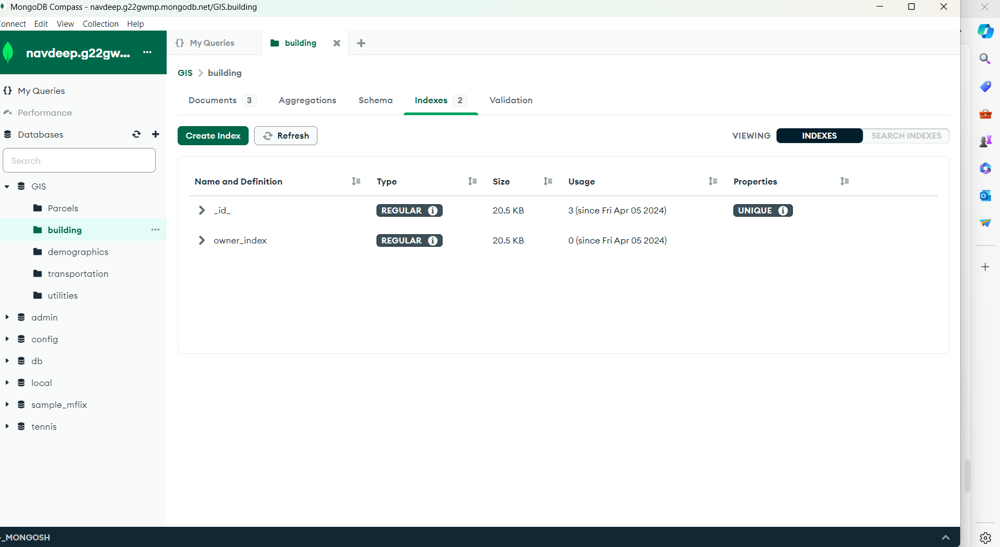 MongoDB Compass - navdeep.g22gwmp.mongodb.net/GIS.building
onnect Edit View Collection Help
navdeep.g22gw...
My Queries
Performance
Databases
Search
GIS
Parcels
building
demographics
transportation
utilities
admin
config
db
local
sample_mflix
tennis
{} My Queries
building
GIS > building
Documents 3 Aggregations Schema Indexes 2 Validation
Create Index Refresh VIEWING INDEXES SEARCH INDEXES
Name and Definition Type Size Usage Properties
_id_ REGULAR 20.5 KB 3 (since Fri Apr 05 2024) UNIQUE
owner_index REGULAR 20.5 KB 0 (since Fri Apr 05 2024)
_MONGOSH